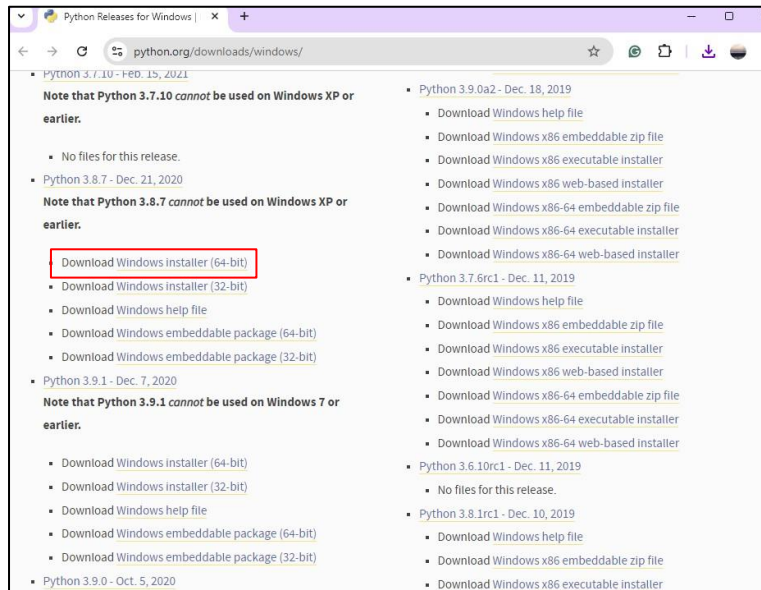 Python Releases for Windows |
python.org/downloads/windows/
Python 3.7.10 - Feb. 15, 2021
Note that Python 3.7.10 cannot be used on Windows XP or
earlier.
No files for this release.
Python 3.8.7 - Dec. 21, 2020
Note that Python 3.8.7 cannot be used on Windows XP or
earlier.
Download Windows installer (64-bit)
Download Windows installer (32-bit)
Download Windows help file
Download Windows embeddable package (64-bit)
Download Windows embeddable package (32-bit)
Python 3.9.1 - Dec. 7, 2020
Note that Python 3.9.1 cannot be used on Windows 7 or
earlier.
Download Windows installer (64-bit)
Download Windows installer (32-bit)
Download Windows help file
Download Windows embeddable package (64-bit)
Download Windows embeddable package (32-bit)
Python 3.9.0 - Oct. 5, 2020
Python 3.9.0a2 - Dec. 18, 2019
Download Windows help file
Download Windows x86 embeddable zip file
Download Windows x86 executable installer
Download Windows x86 web-based installer
Download Windows x86-64 embeddable zip file
Download Windows x86-64 executable installer
Download Windows x86-64 web-based installer
Python 3.7.6rc1 - Dec. 11, 2019
Download Windows help file
Download Windows x86 embeddable zip file
Download Windows x86 executable installer
Download Windows x86 web-based installer
Download Windows x86-64 embeddable zip file
Download Windows x86-64 executable installer
Download Windows x86-64 web-based installer
Python 3.6.10rc1 - Dec. 11, 2019
No files for this release.
Python 3.8.1rc1 - Dec. 10, 2019
Download Windows help file
Download Windows x86 embeddable zip file
Download Windows x86 executable installer